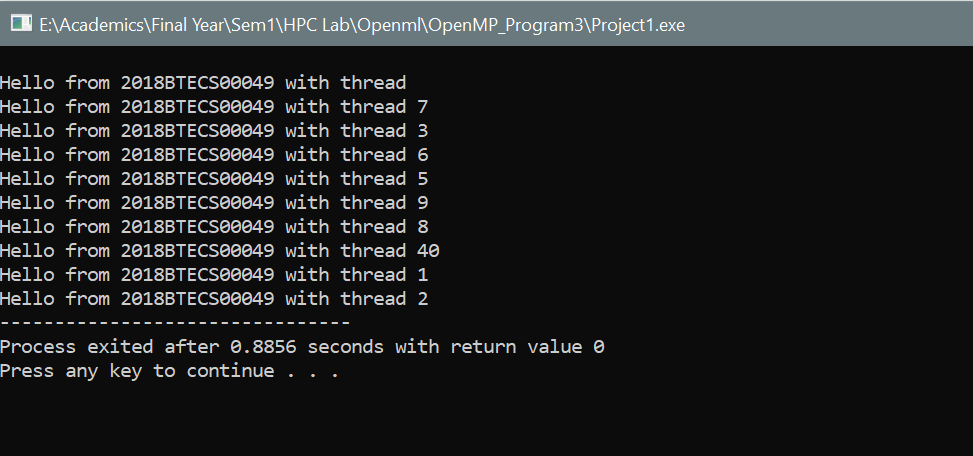 E:\Academics\Final Year\Sem1\HPC Lab\Openml\OpenMP_Program3\Project1.exe
Hello from 2018BTECS00049 with thread
Hello from 2018BTECS00049 with thread 7
Hello from 2018BTECS00049 with thread 3
Hello from 2018BTECS00049 with thread 6
Hello from 2018BTECS00049 with thread 5
Hello from 2018BTECS00049 with thread 9
Hello from 2018BTECS00049 with thread 8
Hello from 2018BTECS00049 with thread 40
Hello from 2018BTECS00049 with thread 1
Hello from 2018BTECS00049 with thread 2
--------------------------------
Process exited after 0.8856 seconds with return value 0
Press any key to continue . . .